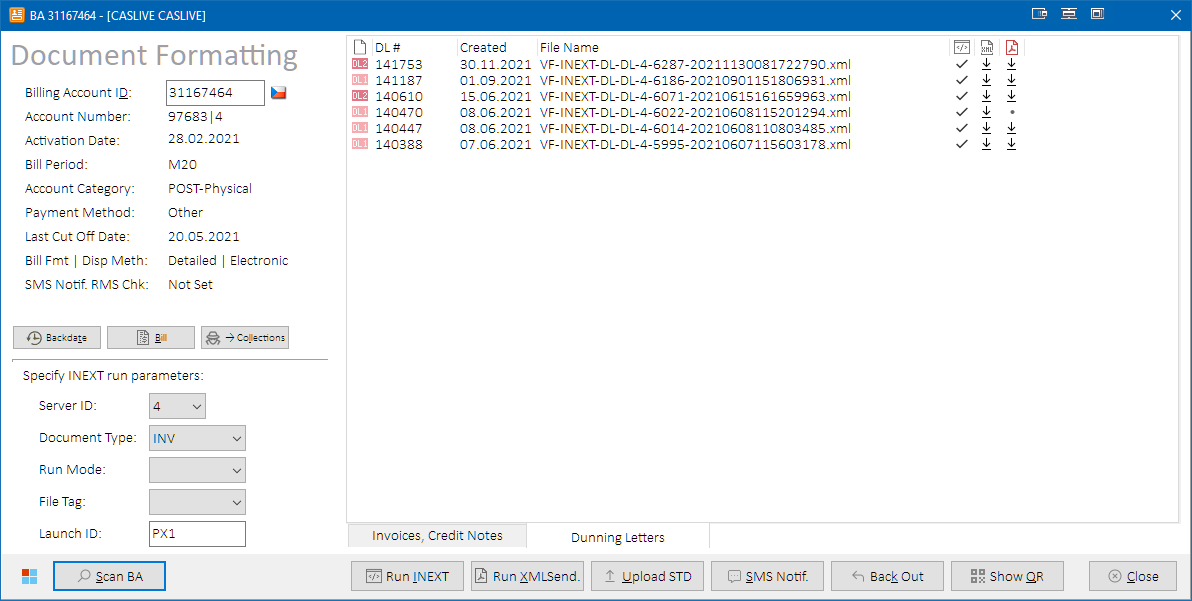 BA 31167464 - [CASLIVE CASLIVE]
Document Formatting
Billing Account ID: 31167464
Account Number: 97683|4
Activation Date: 28.02.2021
Bill Period: M20
Account Category: POST-Physical
Payment Method: Other
Last Cut Off Date: 20.05.2021
Bill Fmt | Disp Meth: Detailed | Electronic
SMS Notif. RMS Chk: Not Set
Backdate Bill Collections
Specify INEXT run parameters:
Server ID: 4
Document Type: INV
Run Mode:
File Tag:
Launch ID: PX1
Scan BA
DL # Created File Name XML
DL2 141753 30.11.2021 VF-INEXT-DL-DL-4-6287-20211130081722790.xml
DL1 141187 01.09.2021 VF-INEXT-DL-DL-4-6186-20210901151806931.xml
DL2 140610 15.06.2021 VF-INEXT-DL-DL-4-6071-20210615161659963.xml
DL1 140470 08.06.2021 VF-INEXT-DL-DL-4-6022-20210608115201294.xml
DL1 140447 08.06.2021 VF-INEXT-DL-DL-4-6014-20210608110803485.xml
DL1 140388 07.06.2021 VF-INEXT-DL-DL-4-5995-20210607115603178.xml
Invoices, Credit Notes Dunning Letters
Run INEXT Run XMLSend. Upload STD SMS Notif. Back Out Show QR Close